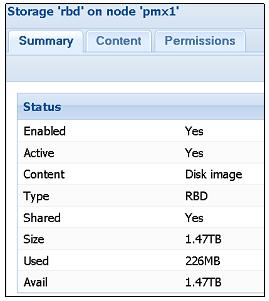 Storage 'rbd' on node 'pmx1'
Summary Content Permissions
Status
Enabled Yes
Active Yes
Content Disk image
Type RBD
Shared Yes
Size 1.47TB
Used 226MB
Avail 1.47TB